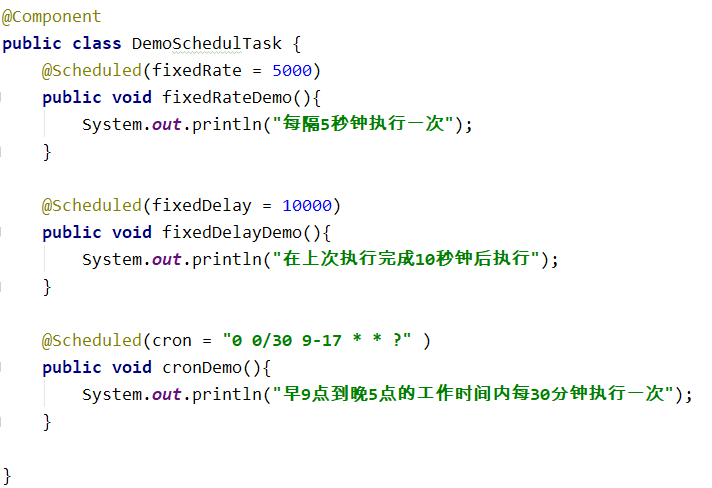 @Component
public class DemoSchedulTask {
@Scheduled(fixedRate = 5000)
public void fixedRateDemo(){
System.out.println("每隔5秒钟执行一次");
}
@Scheduled(fixedDelay = 10000)
public void fixedDelayDemo(){
System.out.println("在上次执行完成10秒钟后执行");
}
@Scheduled(cron = "0 0/30 9-17 * * ?" )
public void cronDemo(){
System.out.println("早9点到晚5点的工作时间内每30分钟执行一次");
}
}